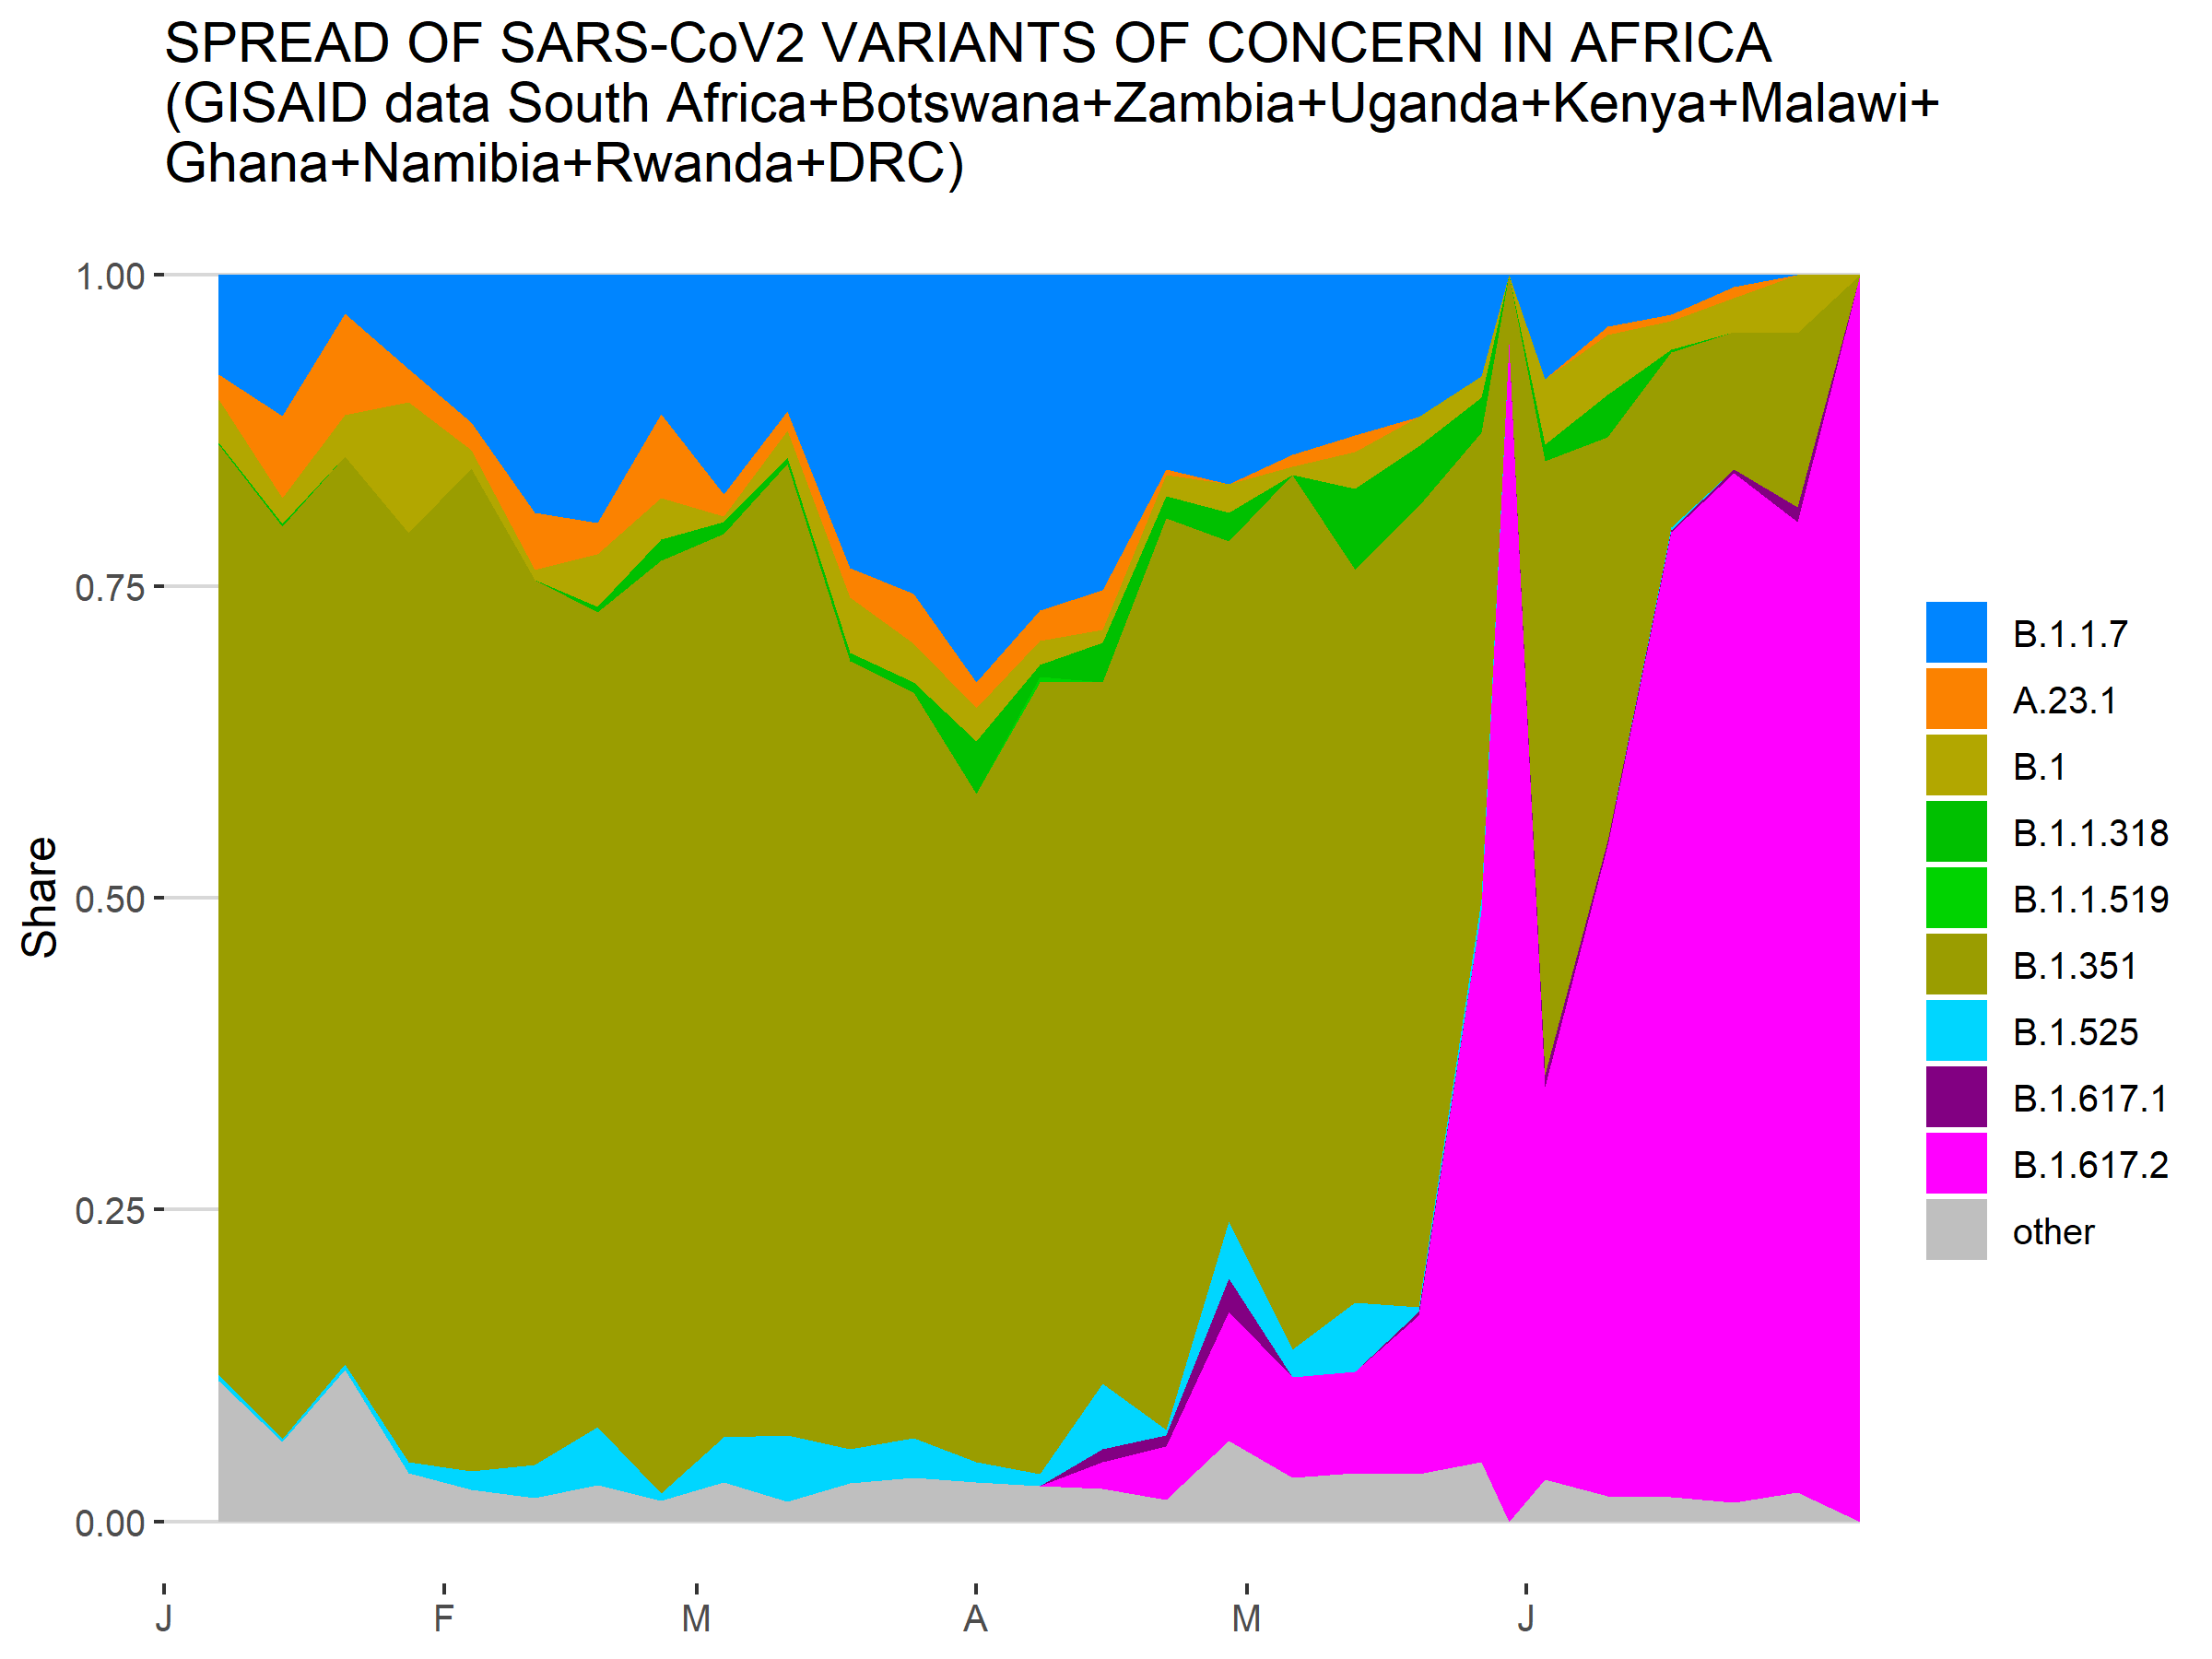 SPREAD OF SARS-CoV2 VARIANTS OF CONCERN IN AFRICA
(GISAID data South Africa+Botswana+Zambia+Uganda+Kenya+Malawi+
Ghana+Namibia+Rwanda+DRC)
1.00
0.75
0.50
0.25
0.00
Share
J
F
M
A
M
J
B.1.1.7
A.23.1
B.1
B.1.1.318
B.1.1.519
B.1.351
B.1.525
B.1.617.1
B.1.617.2
other